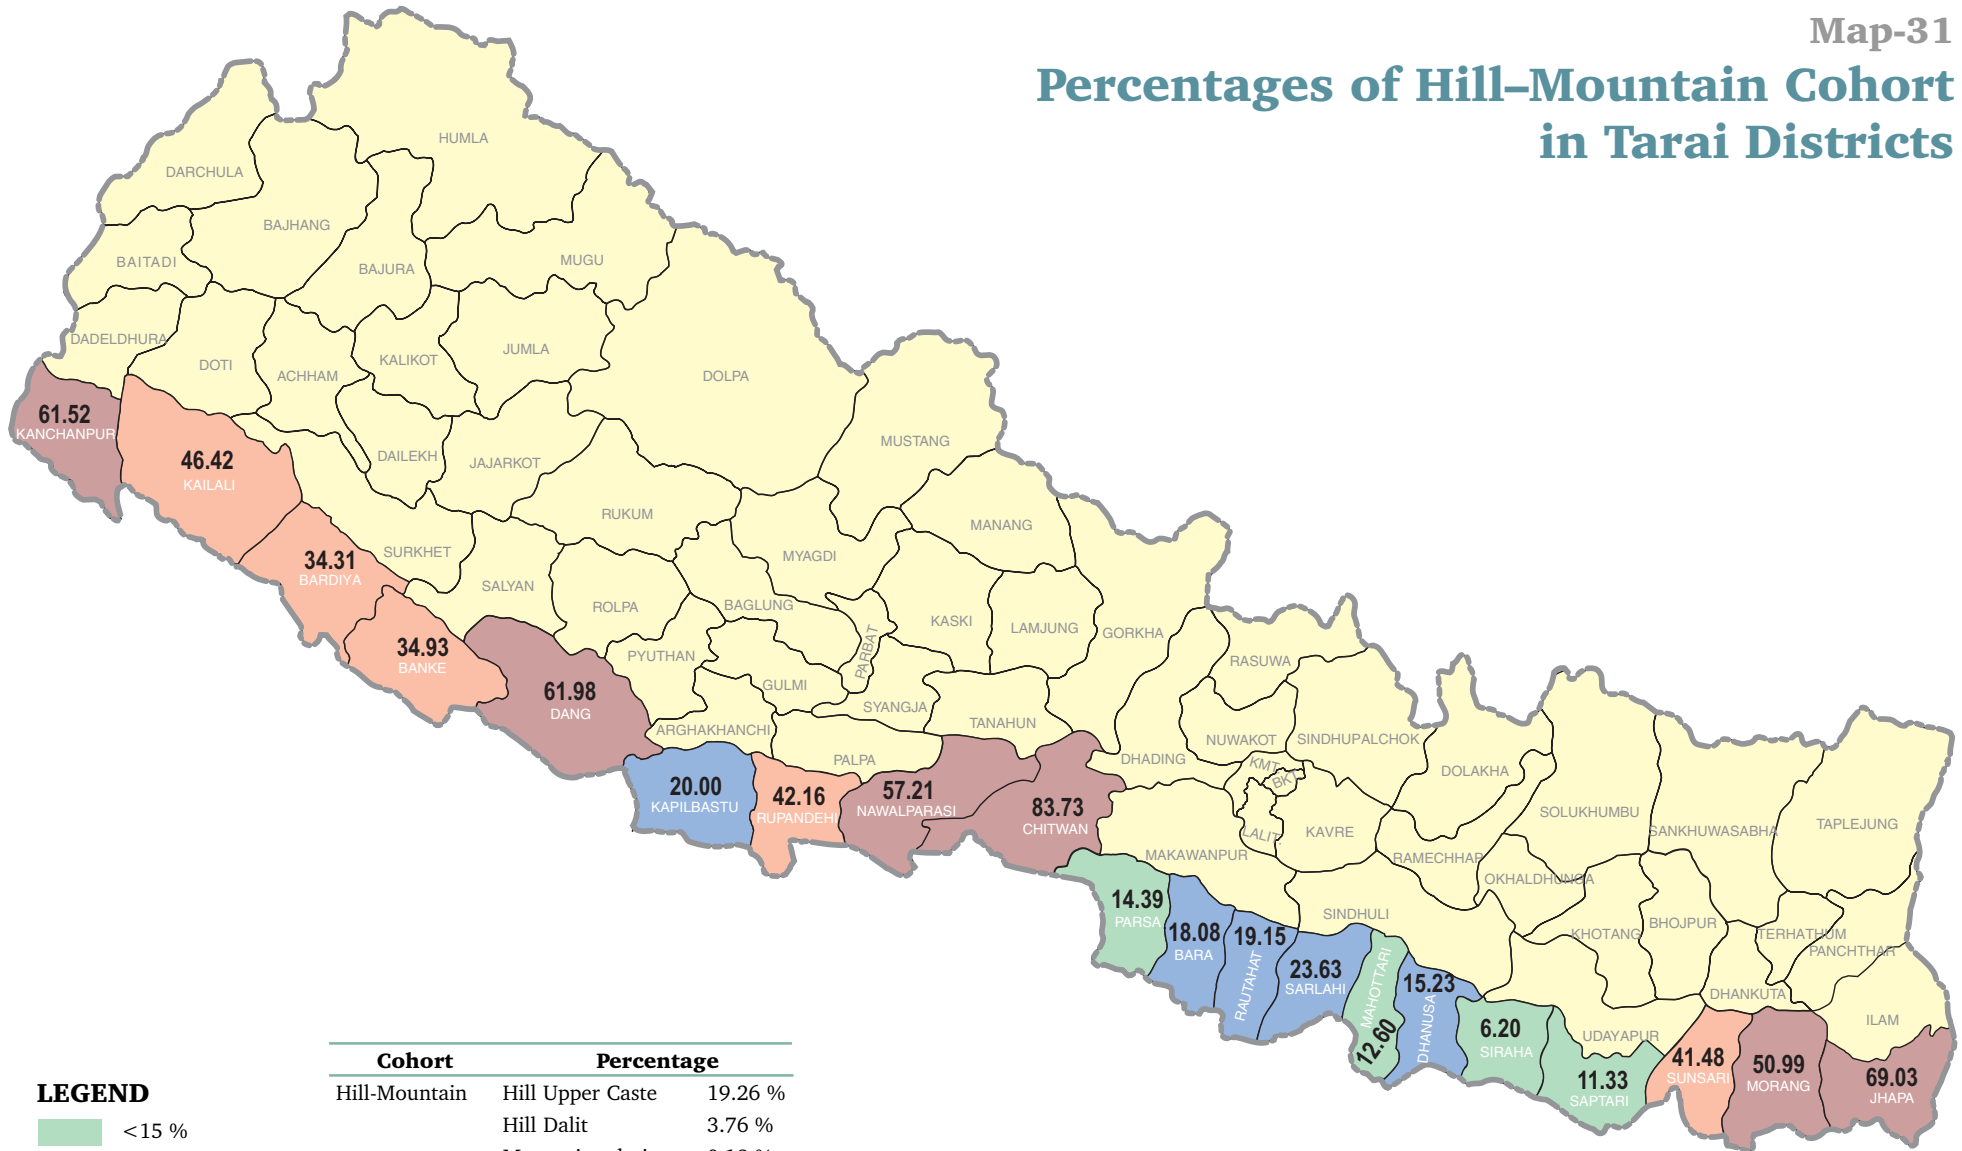 Map-31
Percentages of Hill–Mountain Cohort
in Tarai Districts
HUMLA
DARCHULA
BAJHANG
BAITADI
BAJURA
MUGU
DADELDHURA
DOTI
ACHHAM
KALIKOT
JUMLA
DOLPA
61.52
KANCHANPUR
46.42
KAILALI
DAILEKH
JAJARKOT
MUSTANG
RUKUM
MANANG
SURKHET
34.31
BARDIYA
SALYAN
MYAGDI
ROLPA
BAGLUNG
PARBAT
KASKI
LAMJUNG
GORKHA
34.93
BANKE
PYUTHAN
RASUWA
61.98
DANG
GULMI
SYANGJA
TANAHUN
ARGHAKHANCHI
NUWAKOT
SINDHUPALCHOK
PALPA
DHADING
KMT
BKT
DOLAKHA
20.00
KAPILBASTU
42.16
RUPANDEHI
57.21
NAWALPARASI
83.73
CHITWAN
LALIT.
KAVRE
SOLUKHUMBU
SANKHUWASABHA
TAPLEJUNG
MAKAWANPUR
RAMECHHAP
OKHALDHUNGA
14.39
PARSA
SINDHULI
KHOTANG
BHOJPUR
TERHATHUM
PANCHTHAR
18.08
BARA
19.15
RAUTAHAT
23.63
SARLAHI
MAHOTTARI
12.60
15.23
DHANUSA
DHANKUTA
6.20
SIRAHA
UDAYAPUR
ILAM
11.33
SAPTARI
41.48
SUNSARI
50.99
MORANG
69.03
JHAPA
Cohort Percentage
Hill-Mountain Hill Upper Caste 19.26 %
Hill Dalit 3.76 %
LEGEND
<15 %